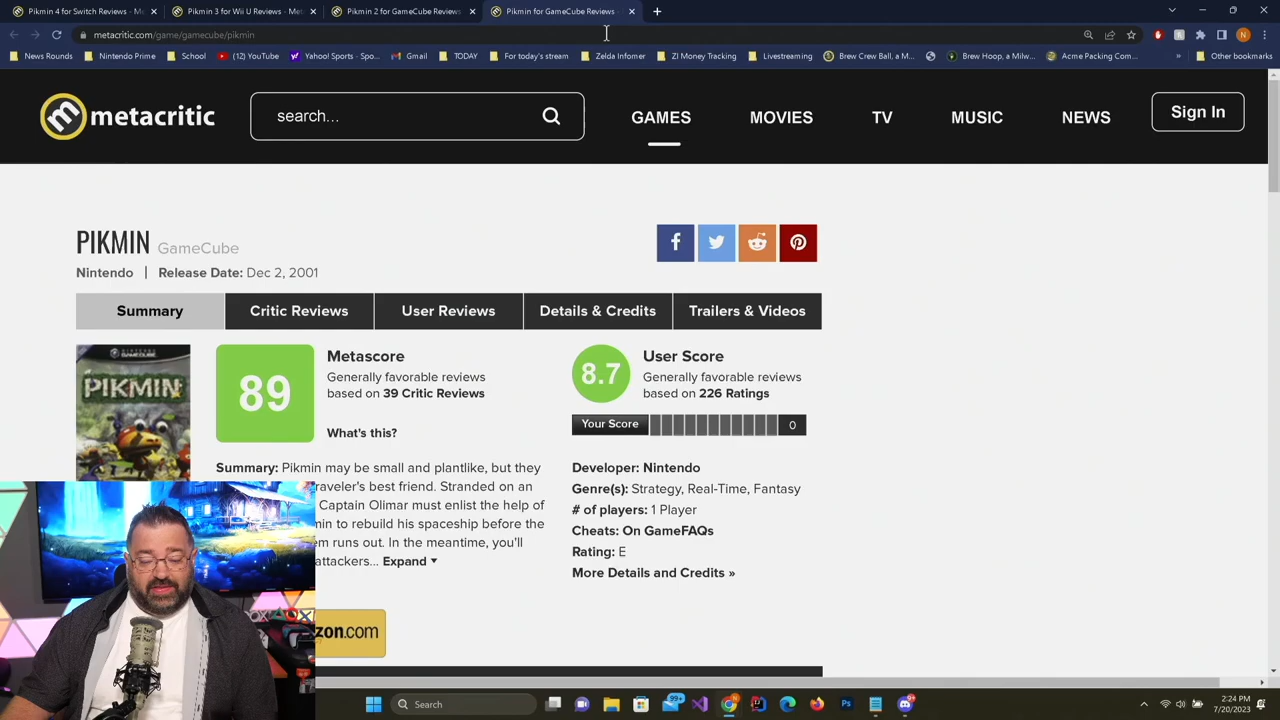 Pikmin 4 for Switch Reviews - Me
Pikmin 3 for Wii U Reviews - Met
Pikmin 2 for GameCube Reviews
Pikmin for GameCube Reviews -
metacritic.com/game/gamecube/pikmin
News Rounds
Nintendo Prime
School
(12) YouTube
Yahoo! Sports - Spo...
Gmail
TODAY
For today's stream
Zelda Infomer
ZI Money Tracking
Livestreaming
Brew Crew Ball, a M...
Brew Hoop, a Milw...
Acme Packing Com...
»
Other bookmarks
metacritic
search...
GAMES
MOVIES
TV
MUSIC
NEWS
Sign In
PIKMIN GameCube
Nintendo | Release Date: Dec 2, 2001
Summary
Critic Reviews
User Reviews
Details & Credits
Trailers & Videos
PIKMIN
89
Metascore
Generally favorable reviews
based on 39 Critic Reviews
What's this?
8.7
User Score
Generally favorable reviews
based on 226 Ratings
Your Score
0
Summary: Pikmin may be small and plantlike, but they
raveler's best friend. Stranded on an
Captain Olimar must enlist the help of
min to rebuild his spaceship before the
em runs out. In the meantime, you'll
attackers... Expand
Developer: Nintendo
Genre(s): Strategy, Real-Time, Fantasy
# of players: 1 Player
Cheats: On GameFAQs
Rating: E
More Details and Credits »
zon.com
Search
99+
2:24 PM
7/20/2023